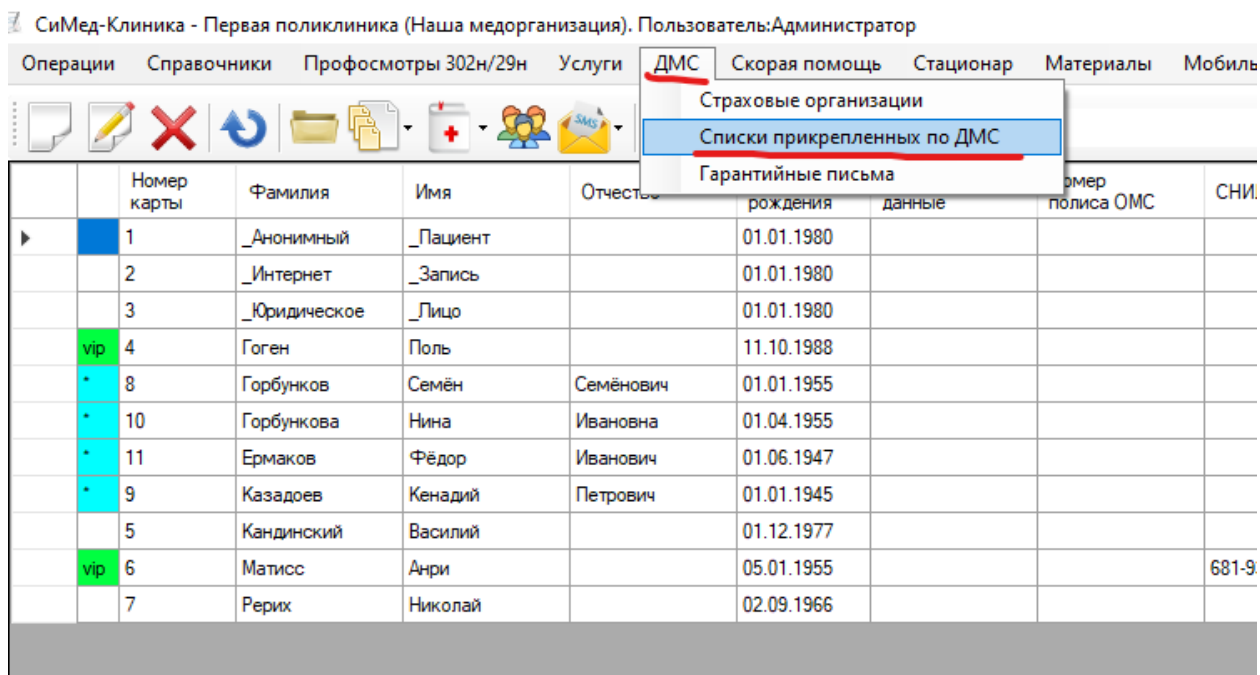 СиМед-Клиника - Первая поликлиника (Наша медорганизация). Пользователь:Администратор
Операции Справочники Профосмотры 302н/29н Услуги ДМС Скорая помощь Стационар Материалы Мобиль
Страховые организации
SMS Списки прикрепленных по ДМС
Гарантийные письма
Номер карты Фамилия Имя рождения данные полиса ОМС СНИ
1 _Анонимный _Пациент 01.01.1980
2 _Интернет _Запись 01.01.1980
3 _Юридическое _Лицо 01.01.1980
vip 4 Гоген Поль 11.10.1988
* 8 Горбунков Семён Семёнович 01.01.1955
* 10 Горбункова Нина Ивановна 01.04.1955
* 11 Ермаков Фёдор Иванович 01.06.1947
* 9 Казадоев Кенадий Петрович 01.01.1945
5 Кандинский Василий 01.12.1977
vip 6 Матисс Анри 05.01.1955 681-9
7 Рерих Николай 02.09.1966